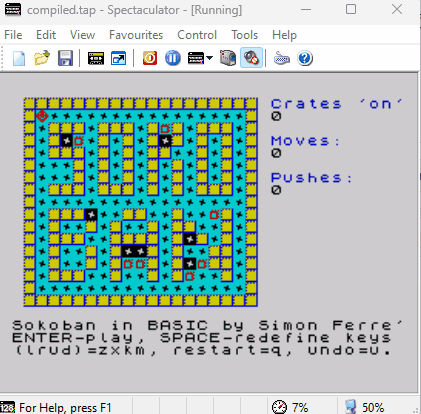 compiled.tap - Spectaculator - [Running]
File View Favourites Control Tools Help
Crates 'on'
0
Moves:
0
Pushes:
0
Sokoban in BASIC by Simon Ferre'
ENTER-play, SPACE-redefine keys
(lrud)=zxkm, restart=q, undo=u.
128 For Help, press F1 7% 50%